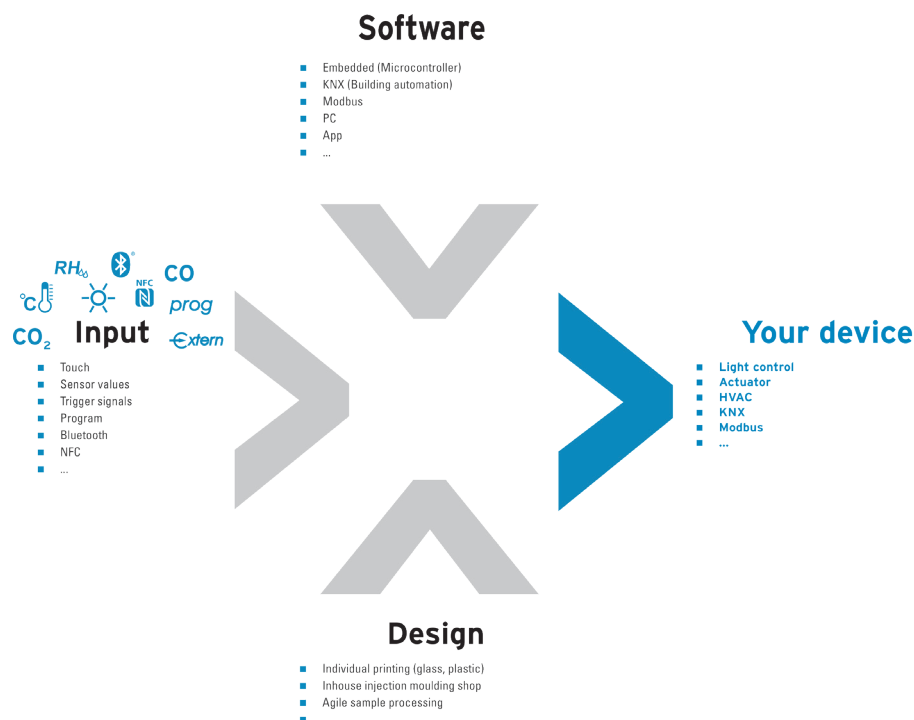 Software
Embedded (Microcontroller)
KNX (Building automation)
Modbus
PC
App
...
RH
CO
°C
NFC
prog
CO₂
Input
Extern
Touch
Sensor values
Trigger signals
Program
Bluetooth
NFC
...
Your device
Light control
Actuator
HVAC
KNX
Modbus
...
Design
Individual printing (glass, plastic)
Inhouse injection moulding shop
Agile sample processing